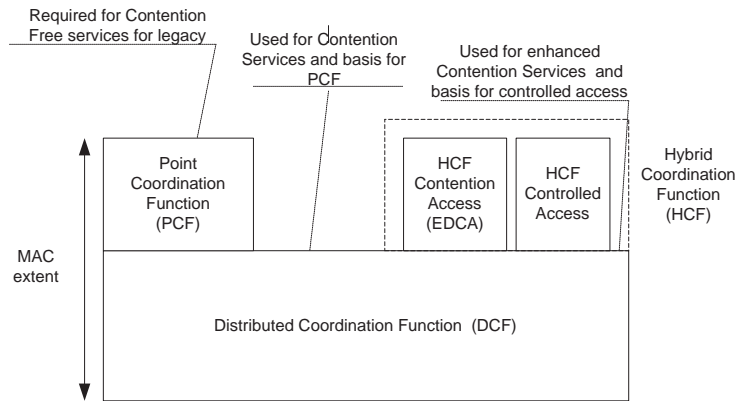 Required for Contention
Free services for legacy
Used for Contention
Services and basis for
PCF
Used for enhanced
Contention Services and
basis for controlled access
Point
Coordination
Function
(PCF)
HCF
Contention
Access
(EDCA)
HCF
Controlled
Access
Hybrid
Coordination
Function
(HCF)
MAC
extent
Distributed Coordination Function (DCF)